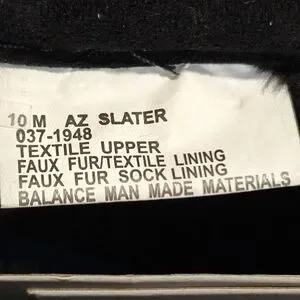 10 M AZ SLATER
037-1948
TEXTILE UPPER
FAUX FUR/TEXTILE LINING
FAUX FUR SOCK LINING
BALANCE MAN MADE MATERIALS